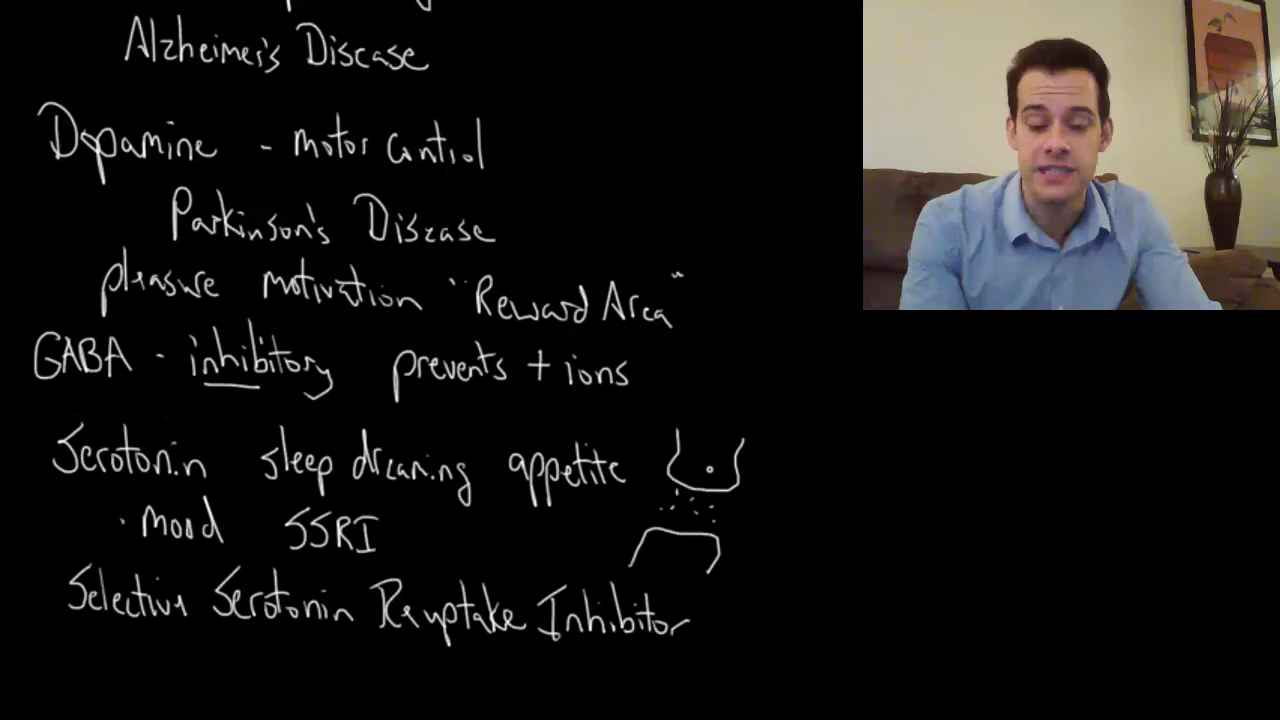 Alzheimer's Disease
Dopamine - motor control
Parkinson's Disease
pleasure motivation "Reward Area"
GABA - inhibitory prevents + ions
Serotonin sleep dreaming appetite
· mood SSRI
Selective Serotonin Reuptake Inhibitor